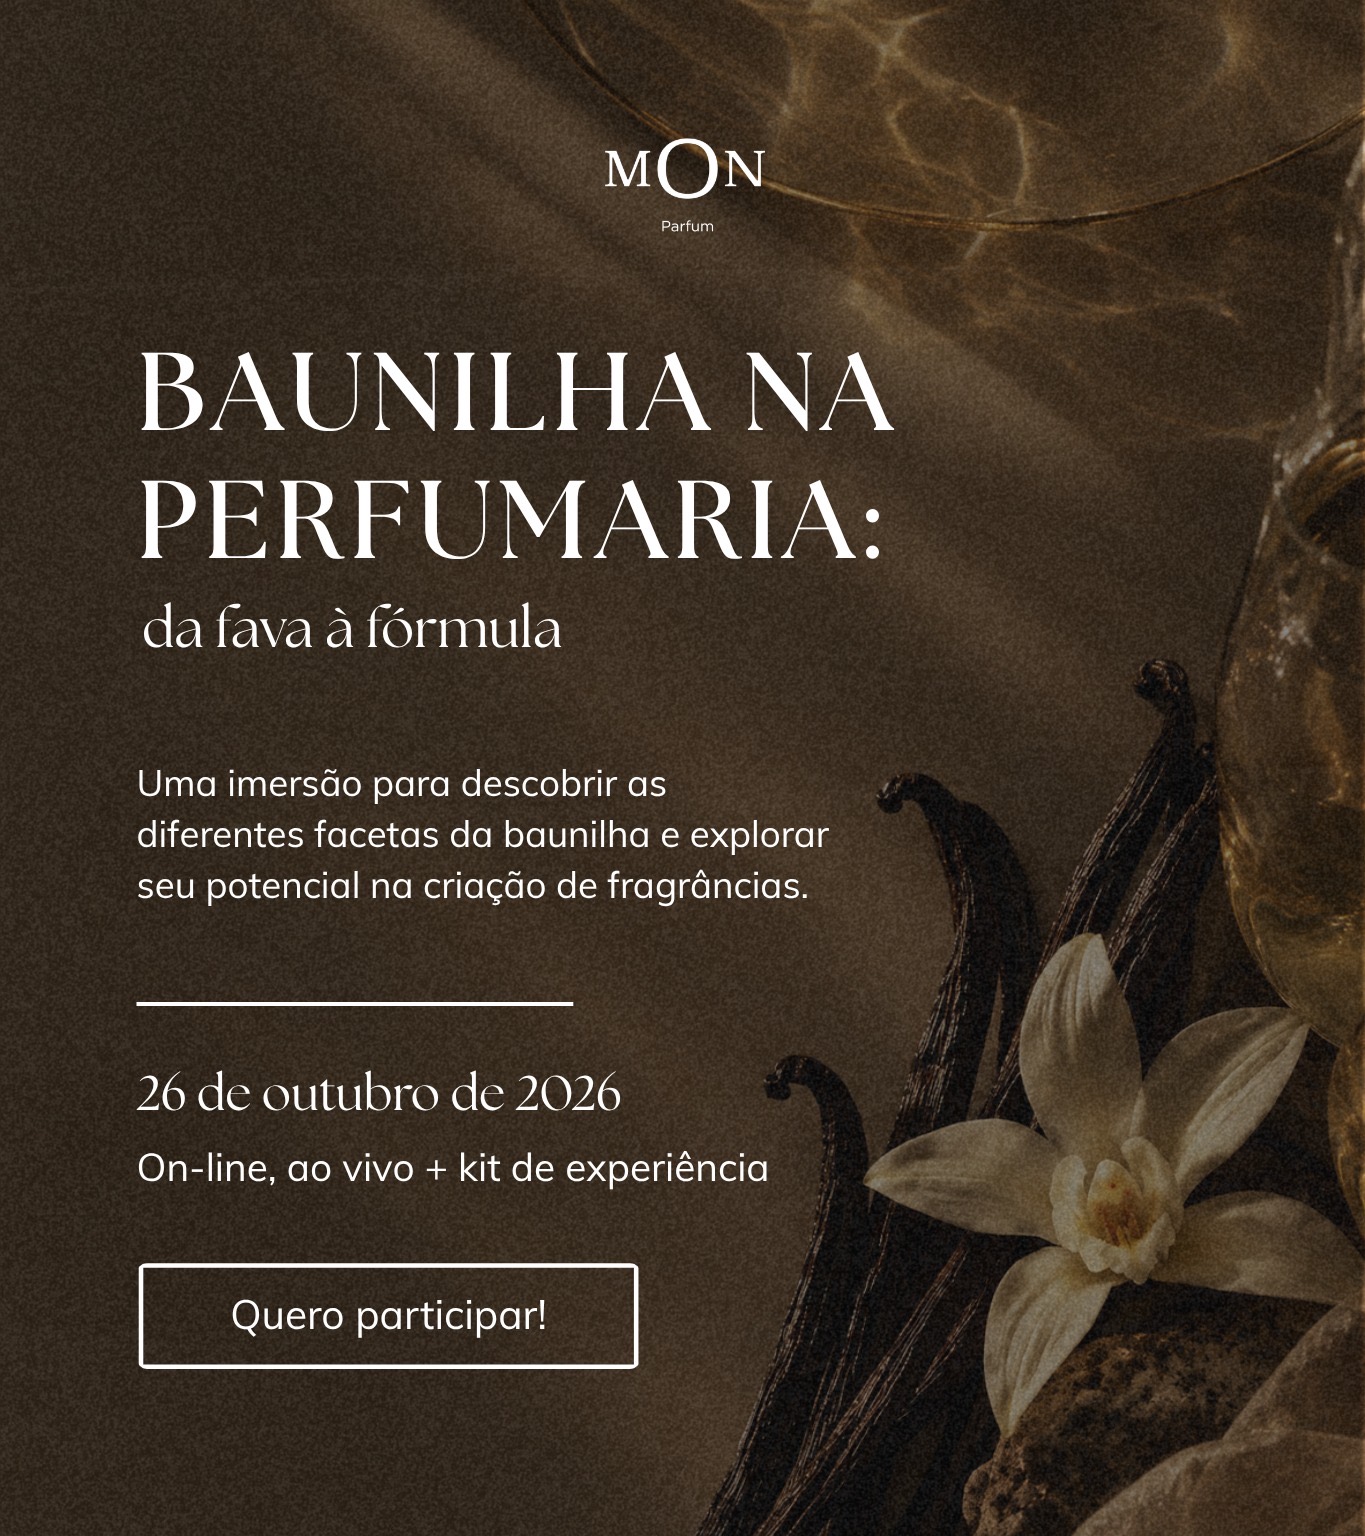 MON
Parfum
BAUNILHA NA
PERFUMARIA:
da fava à fórmula
Uma imersão para descobrir as
diferentes facetas da baunilha e explorar
seu potencial na criação de fragrâncias.
26 de outubro de 2026
On-line, ao vivo + kit de experiência
Quero participar!